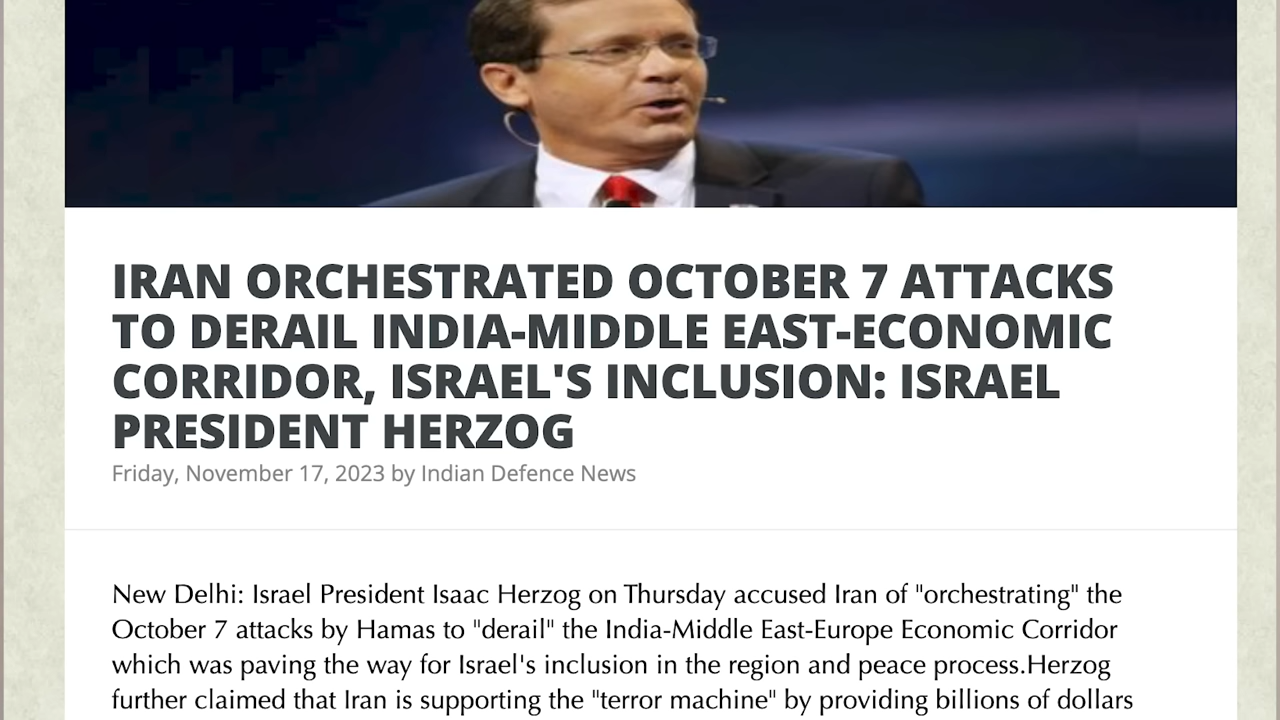 IRAN ORCHESTRATED OCTOBER 7 ATTACKS
TO DERAIL INDIA-MIDDLE EAST-ECONOMIC
CORRIDOR, ISRAEL'S INCLUSION: ISRAEL
PRESIDENT HERZOG
Friday, November 17, 2023 by Indian Defence News
New Delhi: Israel President Isaac Herzog on Thursday accused Iran of "orchestrating" the
October 7 attacks by Hamas to "derail" the India-Middle East-Europe Economic Corridor
which was paving the way for Israel's inclusion in the region and peace process.Herzog
further claimed that Iran is supporting the "terror machine" by providing billions of dollars